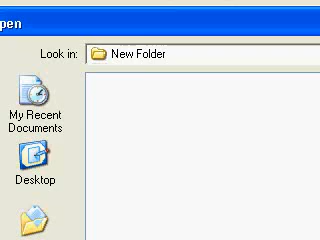 pen
Look in:
New Folder
My Recent
Documents
Desktop